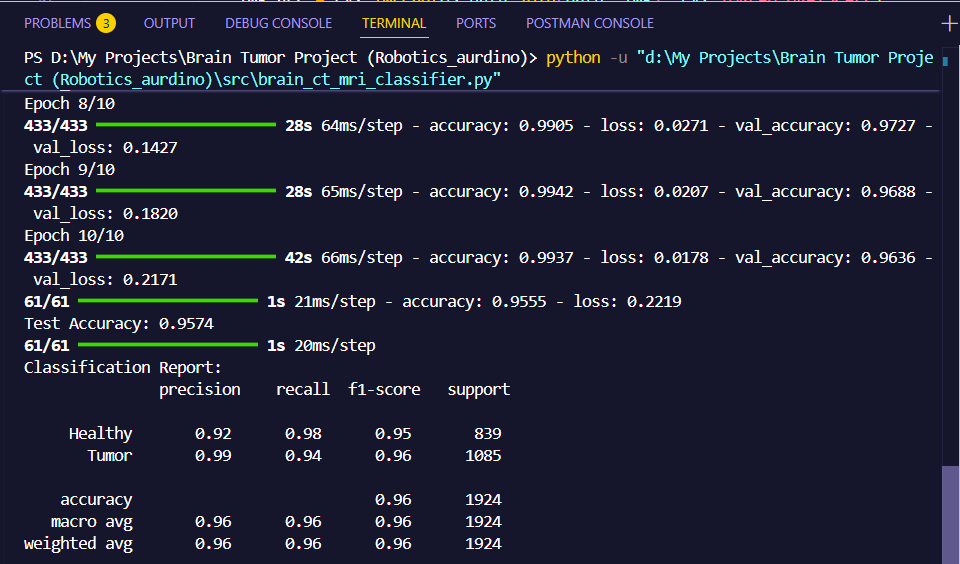 PROBLEMS 3 OUTPUT DEBUG CONSOLE TERMINAL PORTS POSTMAN CONSOLE
PS D:\My Projects\Brain Tumor Project (Robotics_aurdino)> python -u "d:\My Projects\Brain Tumor Proje
ct (Robotics_aurdino)\src\brain_ct_mri_classifier.py"
Epoch 8/10
433/433 28s 64ms/step - accuracy: 0.9905 - loss: 0.0271 - val_accuracy: 0.9727 -
val_loss: 0.1427
Epoch 9/10
433/433 28s 65ms/step - accuracy: 0.9942 - loss: 0.0207 - val_accuracy: 0.9688 -
val_loss: 0.1820
Epoch 10/10
433/433 42s 66ms/step - accuracy: 0.9937 - loss: 0.0178 - val_accuracy: 0.9636 -
val_loss: 0.2171
61/61 1s 21ms/step - accuracy: 0.9555 - loss: 0.2219
Test Accuracy: 0.9574
61/61 1s 20ms/step
Classification Report:
precision recall f1-score support
Healthy 0.92 0.98 0.95 839
Tumor 0.99 0.94 0.96 1085
accuracy 0.96 1924
macro avg 0.96 0.96 0.96 1924
weighted avg 0.96 0.96 0.96 1924